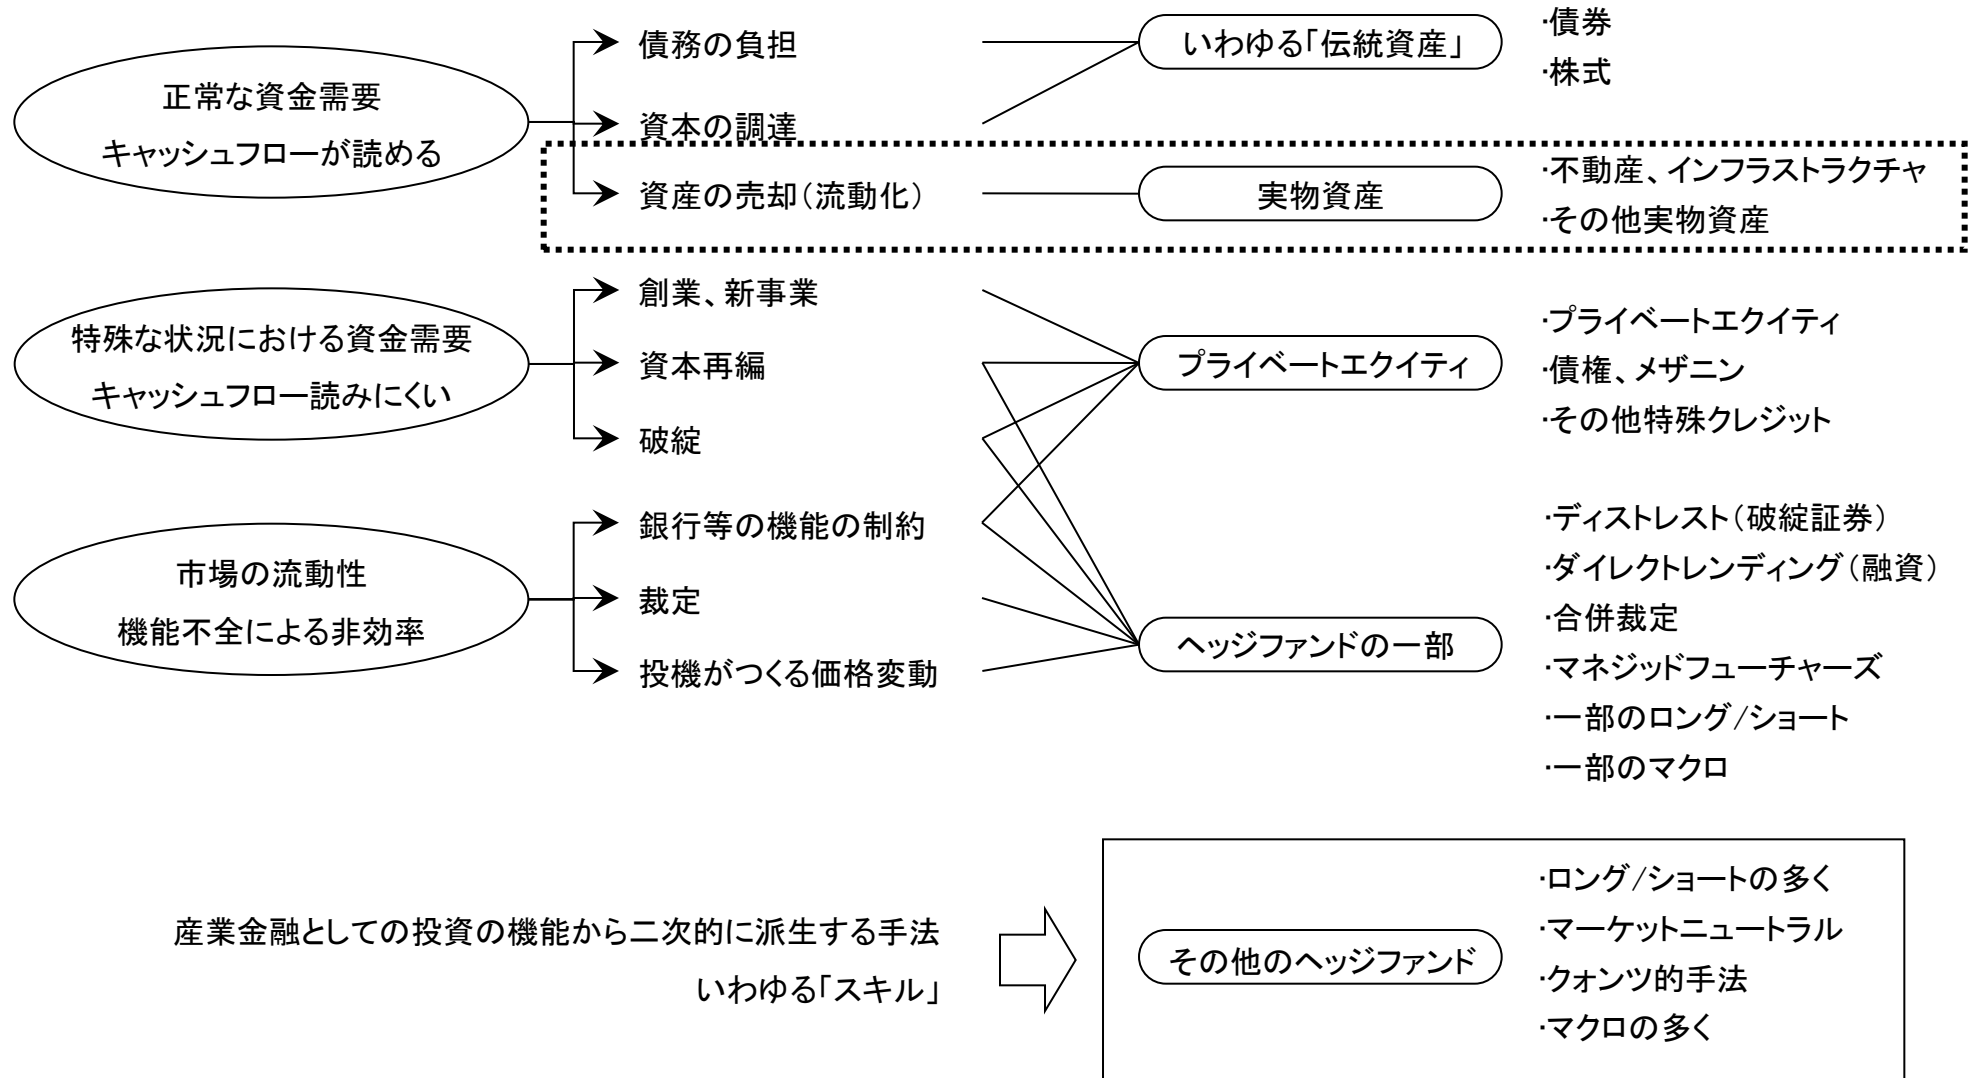 正常な資金需要
キャッシュフローが読める
債務の負担
資本の調達
資産の売却（流動化）
いわゆる「伝統資産」
・債券
・株式
実物資産
・不動産、インフラストラクチャ
・その他実物資産
特殊な状況における資金需要
キャッシュフロー読みにくい
創業、新事業
資本再編
破綻
プライベートエクイティ
・プライベートエクイティ
・債権、メザニン
・その他特殊クレジット
市場の流動性
機能不全による非効率
銀行等の機能の制約
裁定
投機がつくる価格変動
ヘッジファンドの一部
・ディストレスト（破綻証券）
・ダイレクトレンディング（融資）
・合併裁定
・マネジッドフューチャーズ
・一部のロング/ショート
・一部のマクロ
産業金融としての投資の機能から二次的に派生する手法
いわゆる「スキル」
その他のヘッジファンド
・ロング/ショートの多く
・マーケットニュートラル
・クォンツ的手法
・マクロの多く